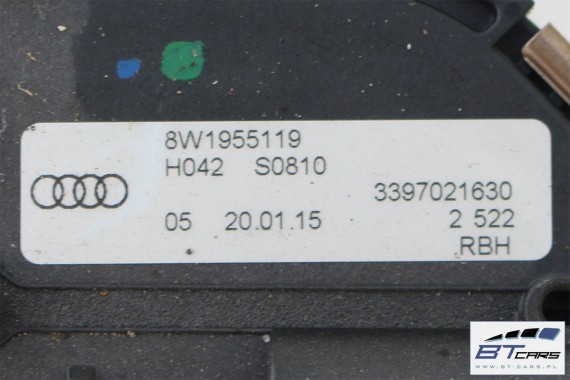 8W1955119
H042 S0810
3397021630
05 20.01.15 2 522
RBH
BTCARS
WWW.BT-CARS.PL